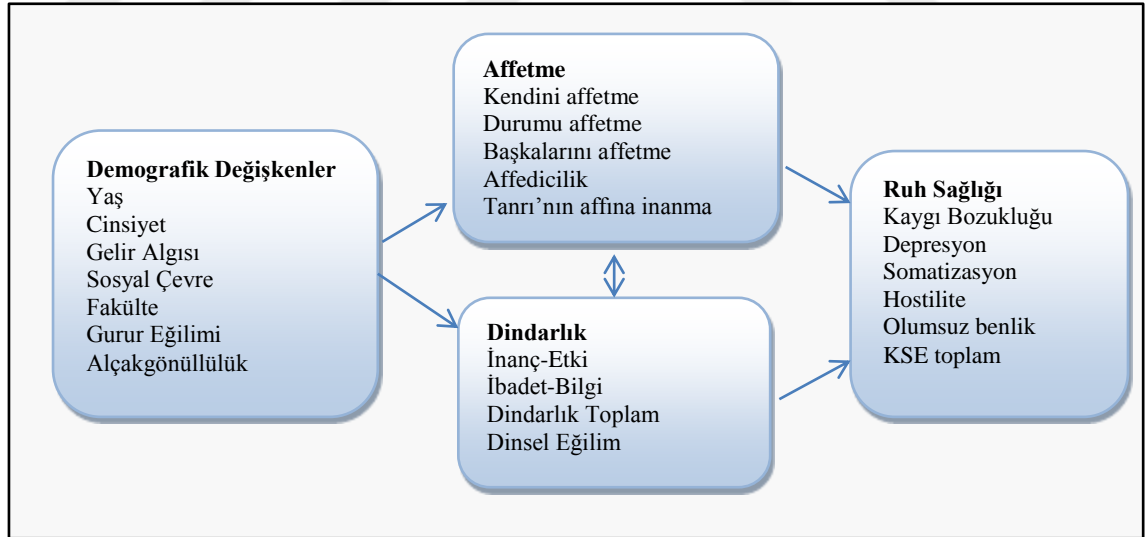 Demografik Değişkenler
Yaş
Cinsiyet
Gelir Algısı
Sosyal Çevre
Fakülte
Gurur Eğilimi
Alçakgönüllülük
Affetme
Kendini affetme
Durumu affetme
Başkalarını affetme
Affedicilik
Tanrı’nın affına inanma
Dindarlık
İnanç-Etki
İbadet-Bilgi
Dindarlık Toplam
Dinsel Eğilim
Ruh Sağlığı
Kaygı Bozukluğu
Depresyon
Somatizasyon
Hostilite
Olumsuz benlik
KSE toplam